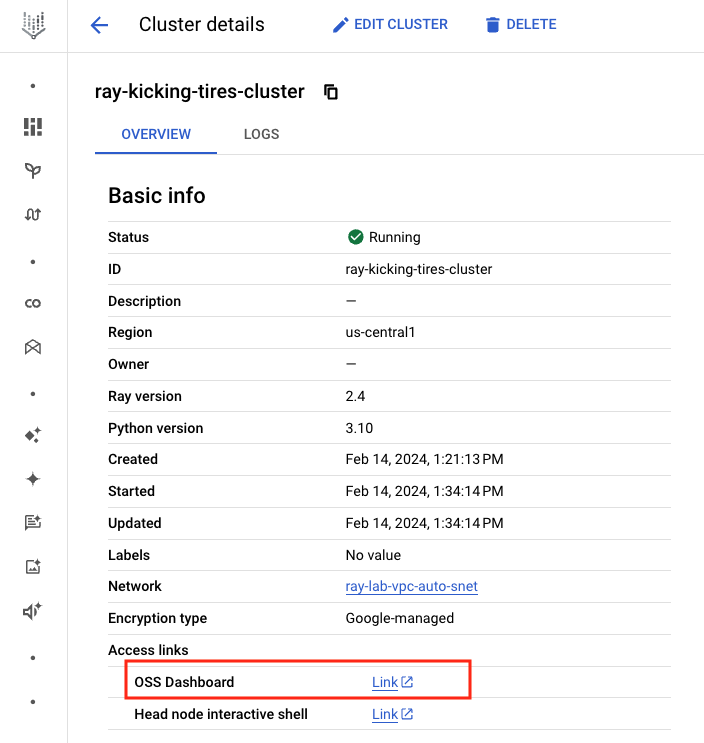 Cluster details EDIT CLUSTER DELETE
ray-kicking-tires-cluster
OVERVIEW LOGS
Basic info
Status Running
ID ray-kicking-tires-cluster
Description —
Region us-central1
Owner —
Ray version 2.4
Python version 3.10
Created Feb 14, 2024, 1:21:13 PM
Started Feb 14, 2024, 1:34:14 PM
Updated Feb 14, 2024, 1:34:14 PM
Labels No value
Network ray-lab-vpc-auto-snet
Encryption type Google-managed
Access links
OSS Dashboard Link
Head node interactive shell Link